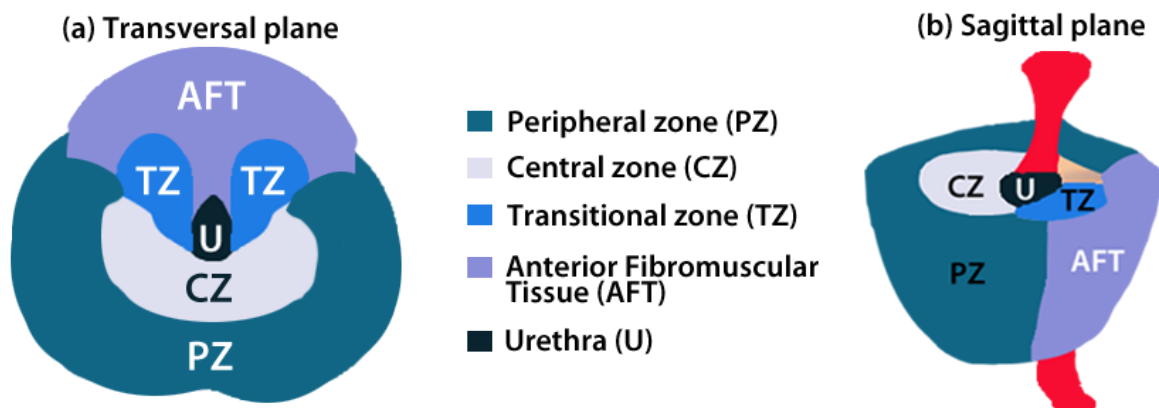 (a) Transversal plane
AFT
TZ
TZ
U
CZ
PZ
Peripheral zone (PZ)
Central zone (CZ)
Transitional zone (TZ)
Anterior Fibromuscular
Tissue (AFT)
Urethra (U)
(b) Sagittal plane
CZ
U
TZ
PZ
AFT